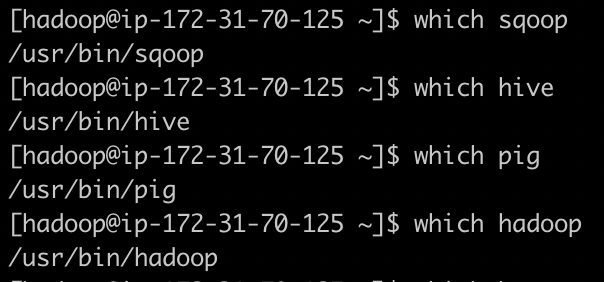 [hadoop@ip-172-31-70-125 ~]$ which sqoop
/usr/bin/sqoop
[hadoop@ip-172-31-70-125 ~]$ which hive
/usr/bin/hive
[hadoop@ip-172-31-70-125 ~]$ which pig
/usr/bin/pig
[hadoop@ip-172-31-70-125 ~]$ which hadoop
/usr/bin/hadoop